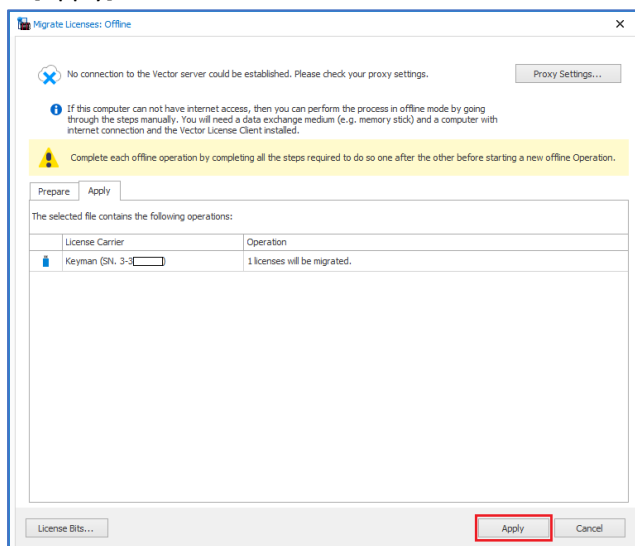 Migrate Licenses: Offline
No connection to the Vector server could be established. Please check your proxy settings.
Proxy Settings...
If this computer can not have internet access, then you can perform the process in offline mode by going
through the steps manually. You will need a data exchange medium (e.g. memory stick) and a computer with
internet connection and the Vector License Client installed.
Complete each offline operation by completing all the steps required to do so one after the other before starting a new offline Operation.
Prepare Apply
The selected file contains the following operations:
License Carrier Operation
Keyman (SN. 3-3 ) 1 licenses will be migrated.
License Bits... Apply Cancel